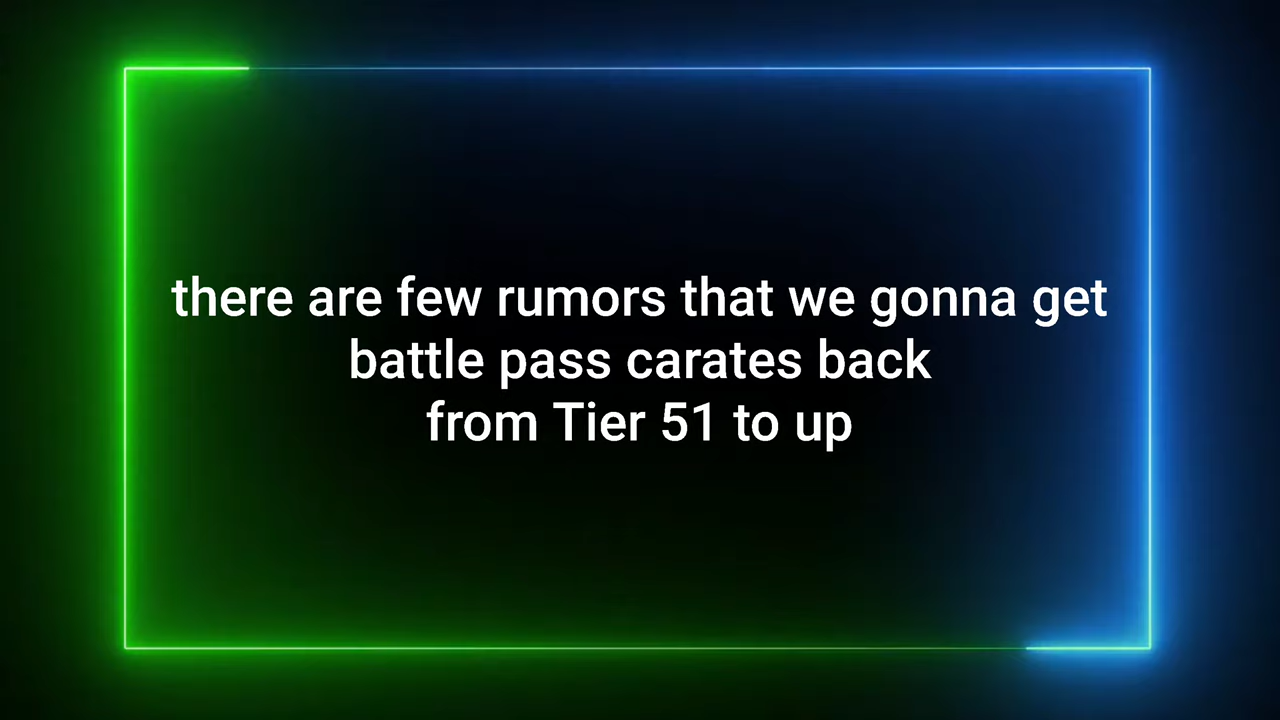 there are few rumors that we gonna get
battle pass carates back
from Tier 51 to up